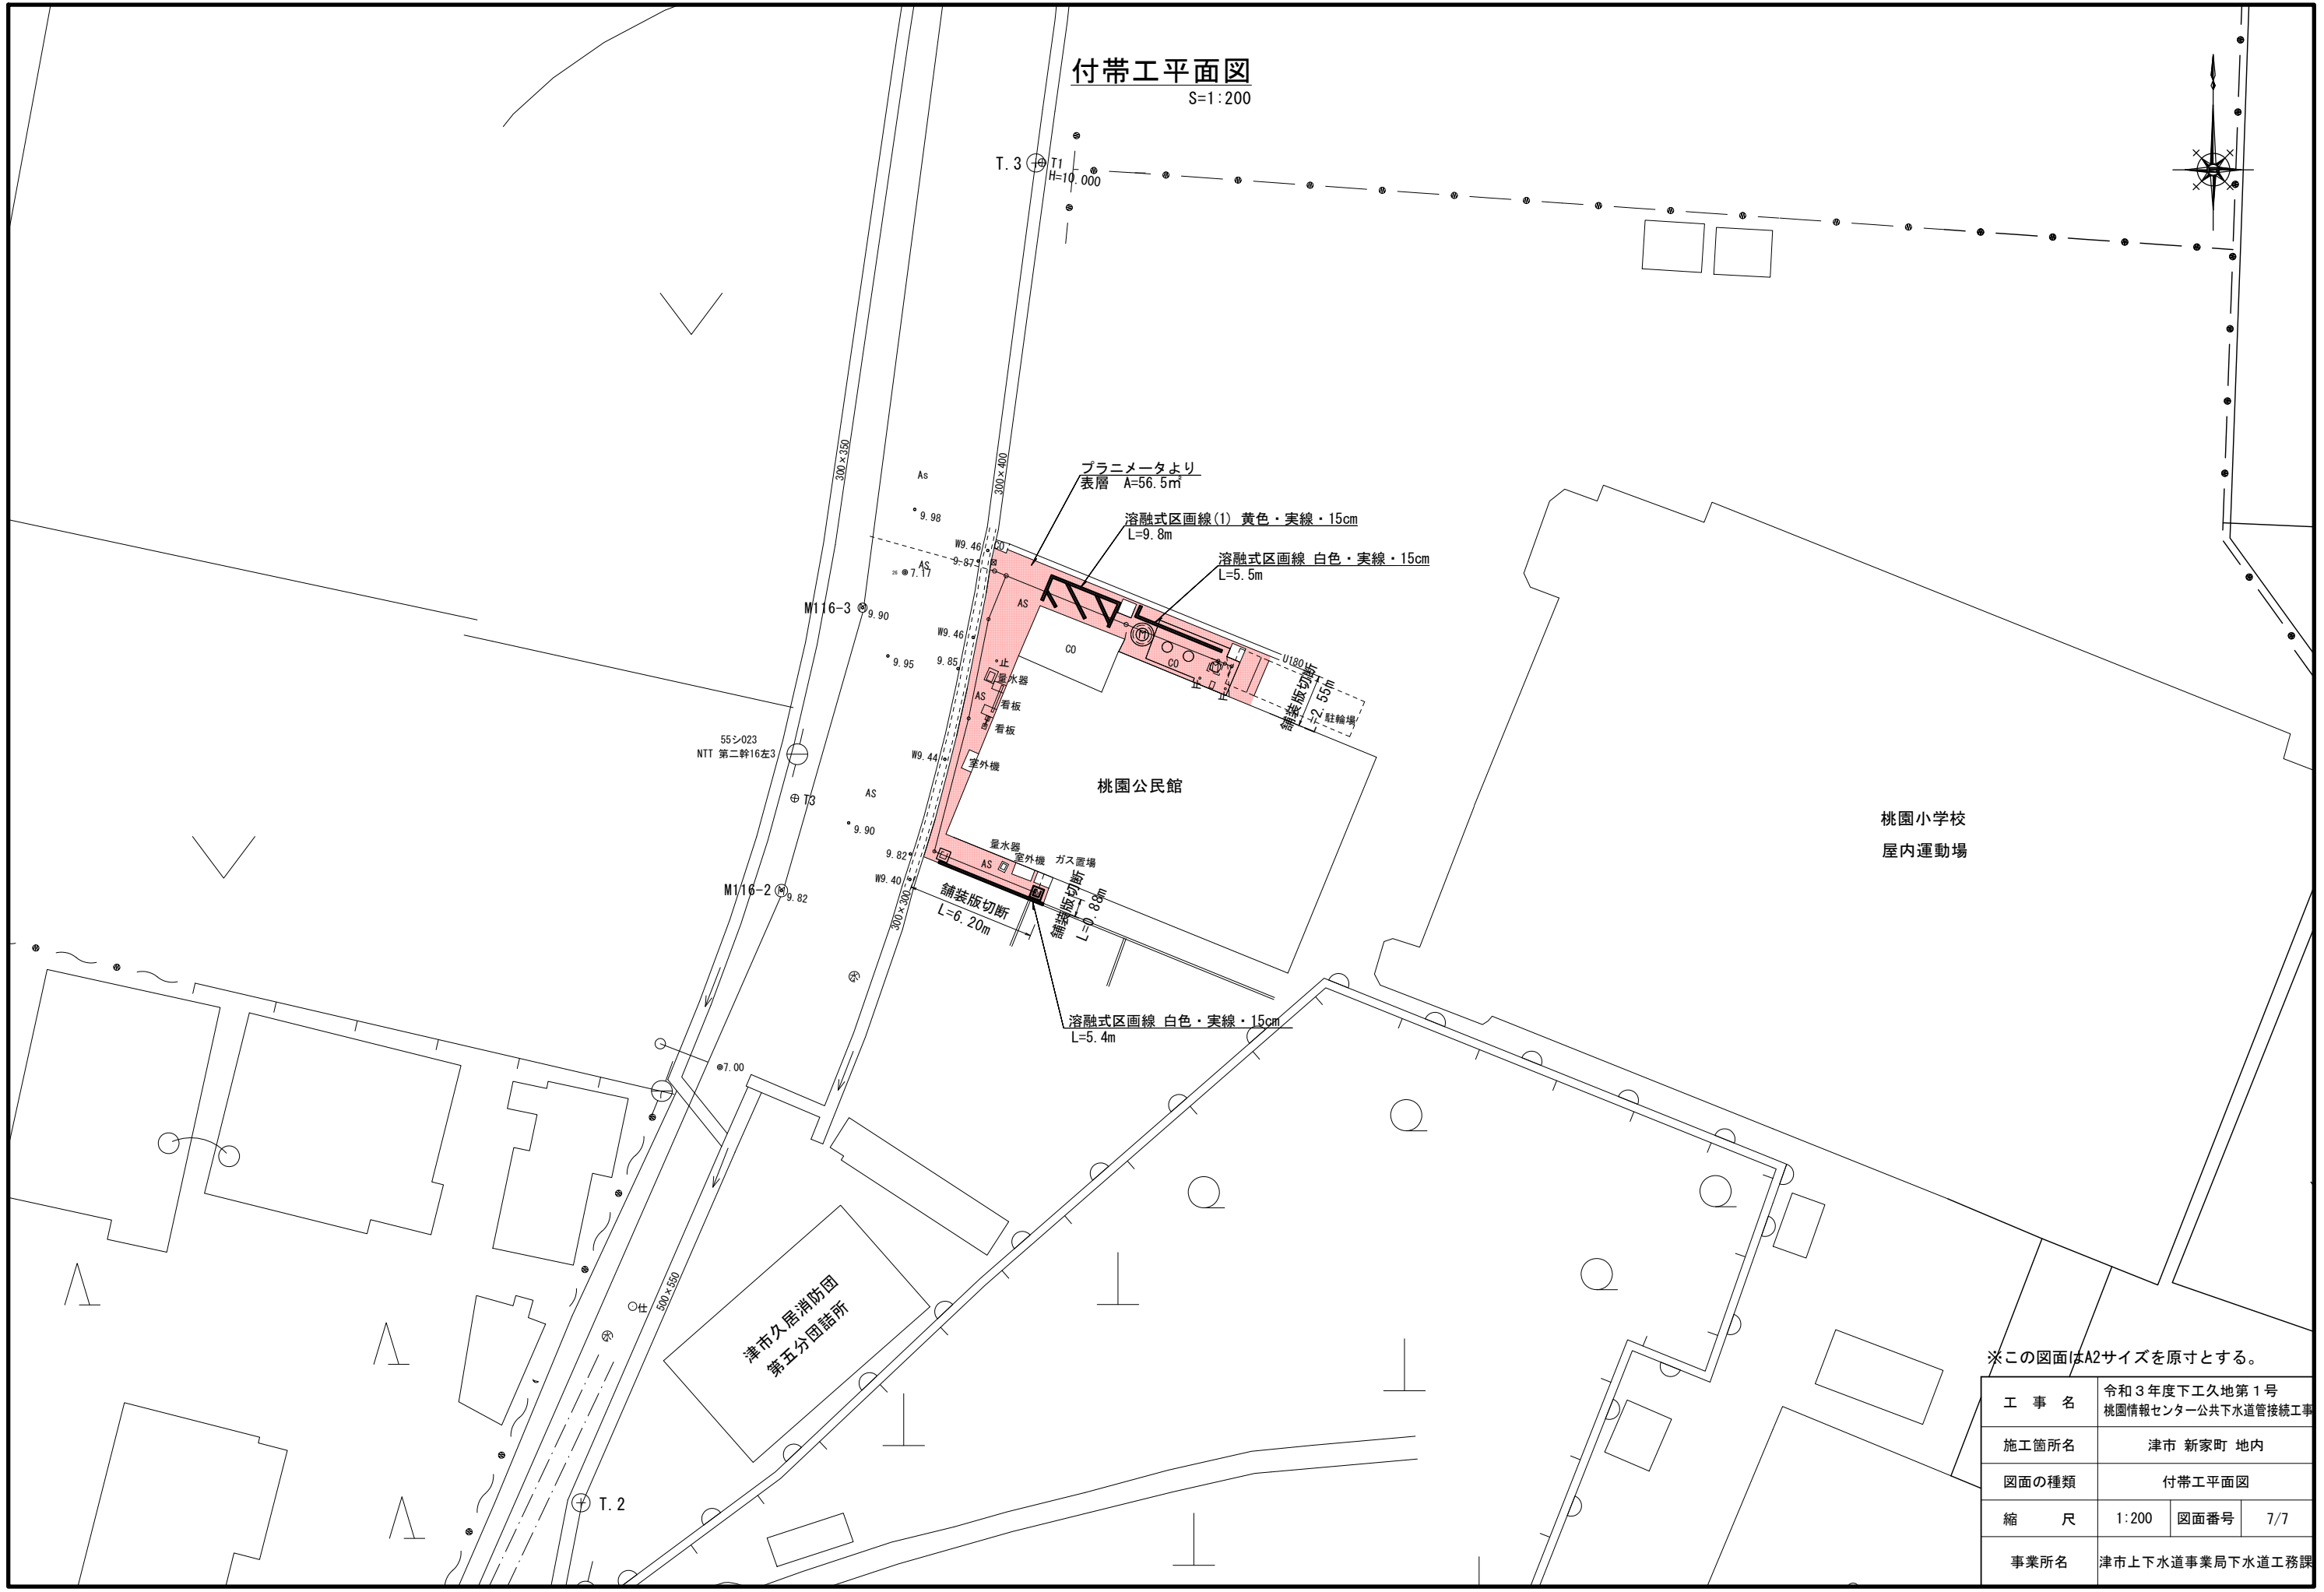 付帯工平面図
S=1:200
T.3
T1
H=10.000
300×350
300×400
As
9.98
プラニメータより
表層 A=56.5㎡
溶融式区画線(1) 黄色・実線・15cm
L=9.8m
溶融式区画線 白色・実線・15cm
L=5.5m
W9.46
CO
9.87
AS
7.17
M116-3
9.90
AS
W9.46
CO
CO
U180
9.95
9.85
止
量水器
止
止
舗装版切断
L=2.55m
駐輪場
AS
看板
看板
55シ023
NTT 第二幹16左3
W9.44
室外機
桃園公民館
T3
AS
9.90
桃園小学校
屋内運動場
9.82
量水器
室外機
ガス置場
AS
W9.40
M116-2
9.82
300×300
舗装版切断
L=6.20m
舗装版切断
L=0.88m
溶融式区画線 白色・実線・15cm
L=5.4m
7.00
仕
500×550
津市久居消防団
第五分団詰所
T.2
※この図面はA2サイズを原寸とする。
工事名 令和3年度下工久地第1号
桃園情報センター公共下水道管接続工事
施工箇所名 津市 新家町 地内
図面の種類 付帯工平面図
縮尺 1:200 図面番号 7/7
事業所名 津市上下水道事業局下水道工務課